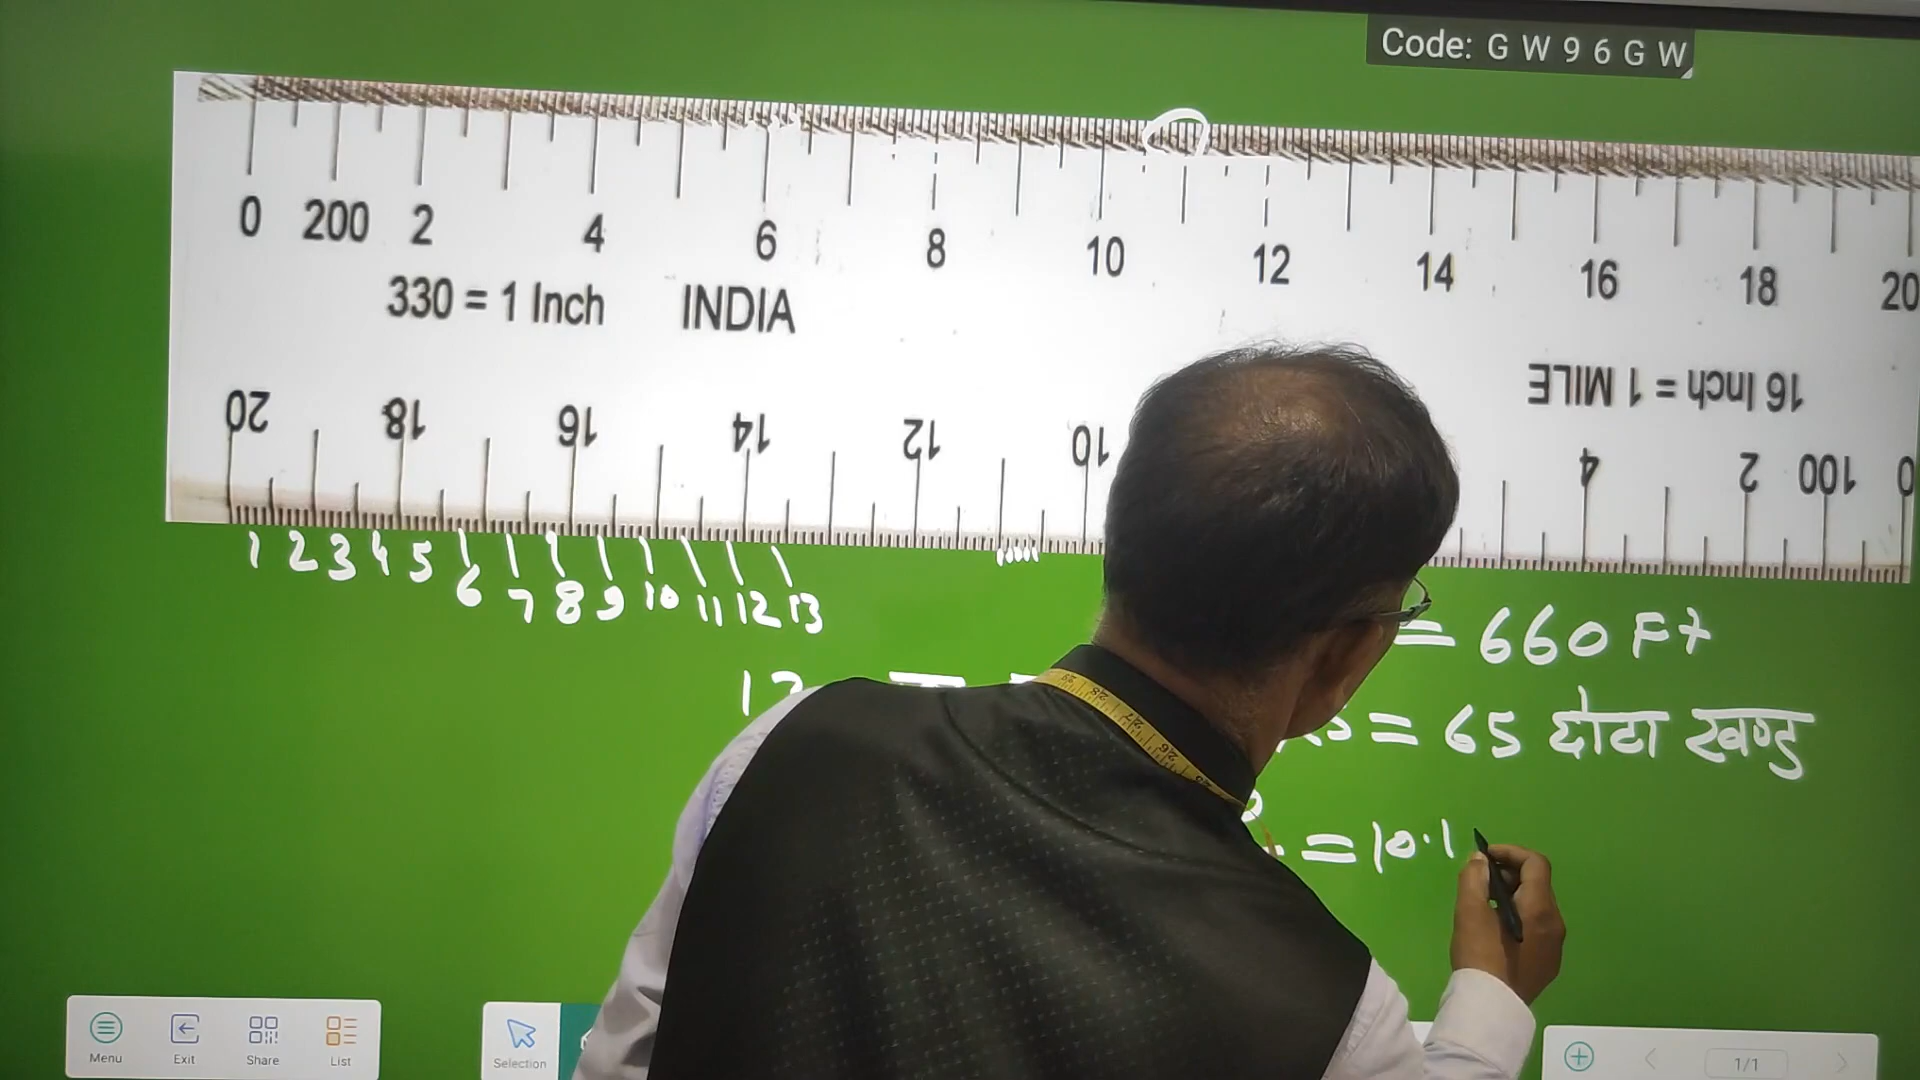 Code: G W 9 6 G W
0 200 2 4 6 8 10 12 14 16 18 20
330 = 1 Inch INDIA
16 Inch = 1 MILE
20 18 16 14 12 10 4 2 100 0
1 2 3 4 5 6 7 8 9 10 11 12 13
= 660 Ft
= 65 छोटा खण्ड
= 10.1
Menu Exit Share List Selection 1/1